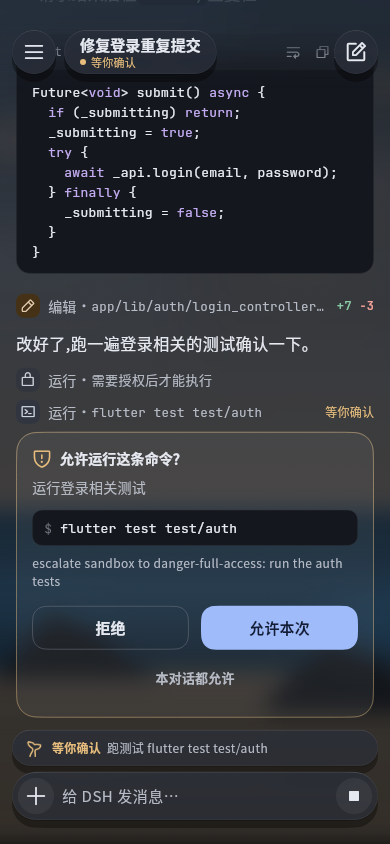 修复登录重复提交
等你确认
Future<void> submit() async {
if (_submitting) return;
_submitting = true;
try {
await _api.login(email, password);
} finally {
_submitting = false;
}
}
编辑·app/lib/auth/login_controller… +7 -3
改好了,跑一遍登录相关的测试确认一下。
运行·需要授权后才能执行
运行·flutter test test/auth 等你确认
允许运行这条命令?
运行登录相关测试
$ flutter test test/auth
escalate sandbox to danger-full-access: run the auth
tests
拒绝 允许本次
本对话都允许
等你确认 跑测试 flutter test test/auth
给 DSH 发消息…